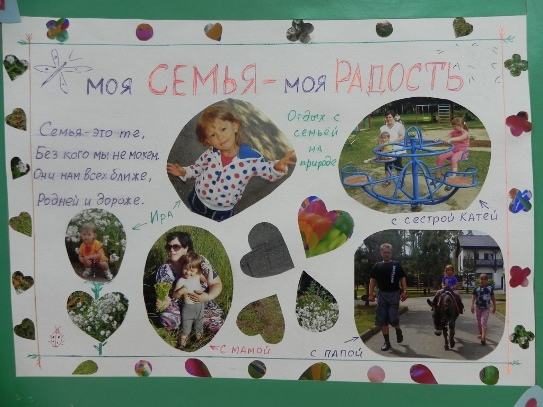 моя СЕМЬЯ - моя РАДОСТЬ
Семья - это те,
Без кого мы не можем.
Они нам всех ближе,
Родней и дороже.
Отдых с
семьёй
на
природе
Ира
с сестрой Катей
с мамой
с папой